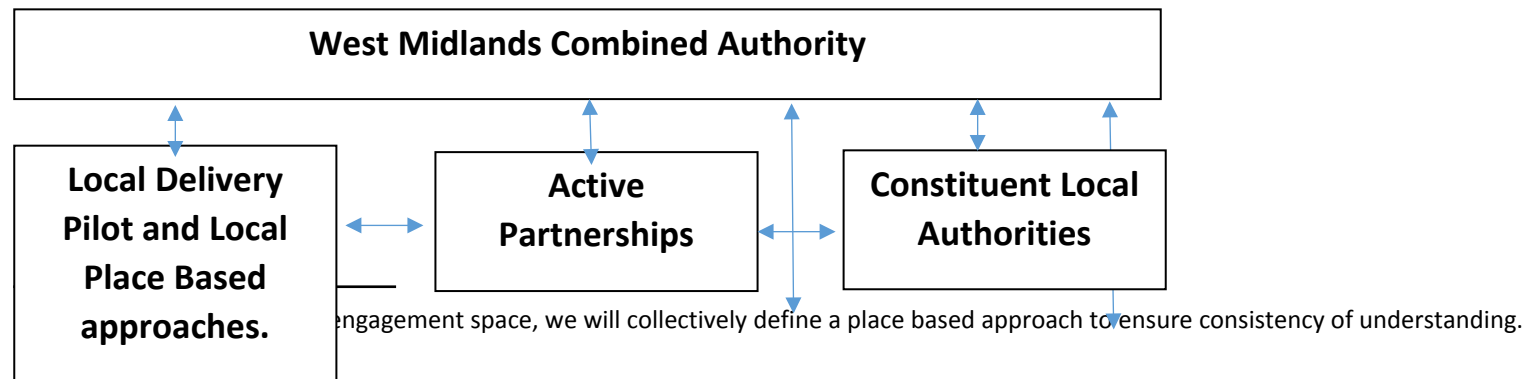 West Midlands Combined Authority
Local Delivery
Pilot and Local
Place Based
approaches.
Active
Partnerships
Constituent Local
Authorities
engagement space, we will collectively define a place based approach to ensure consistency of understanding.